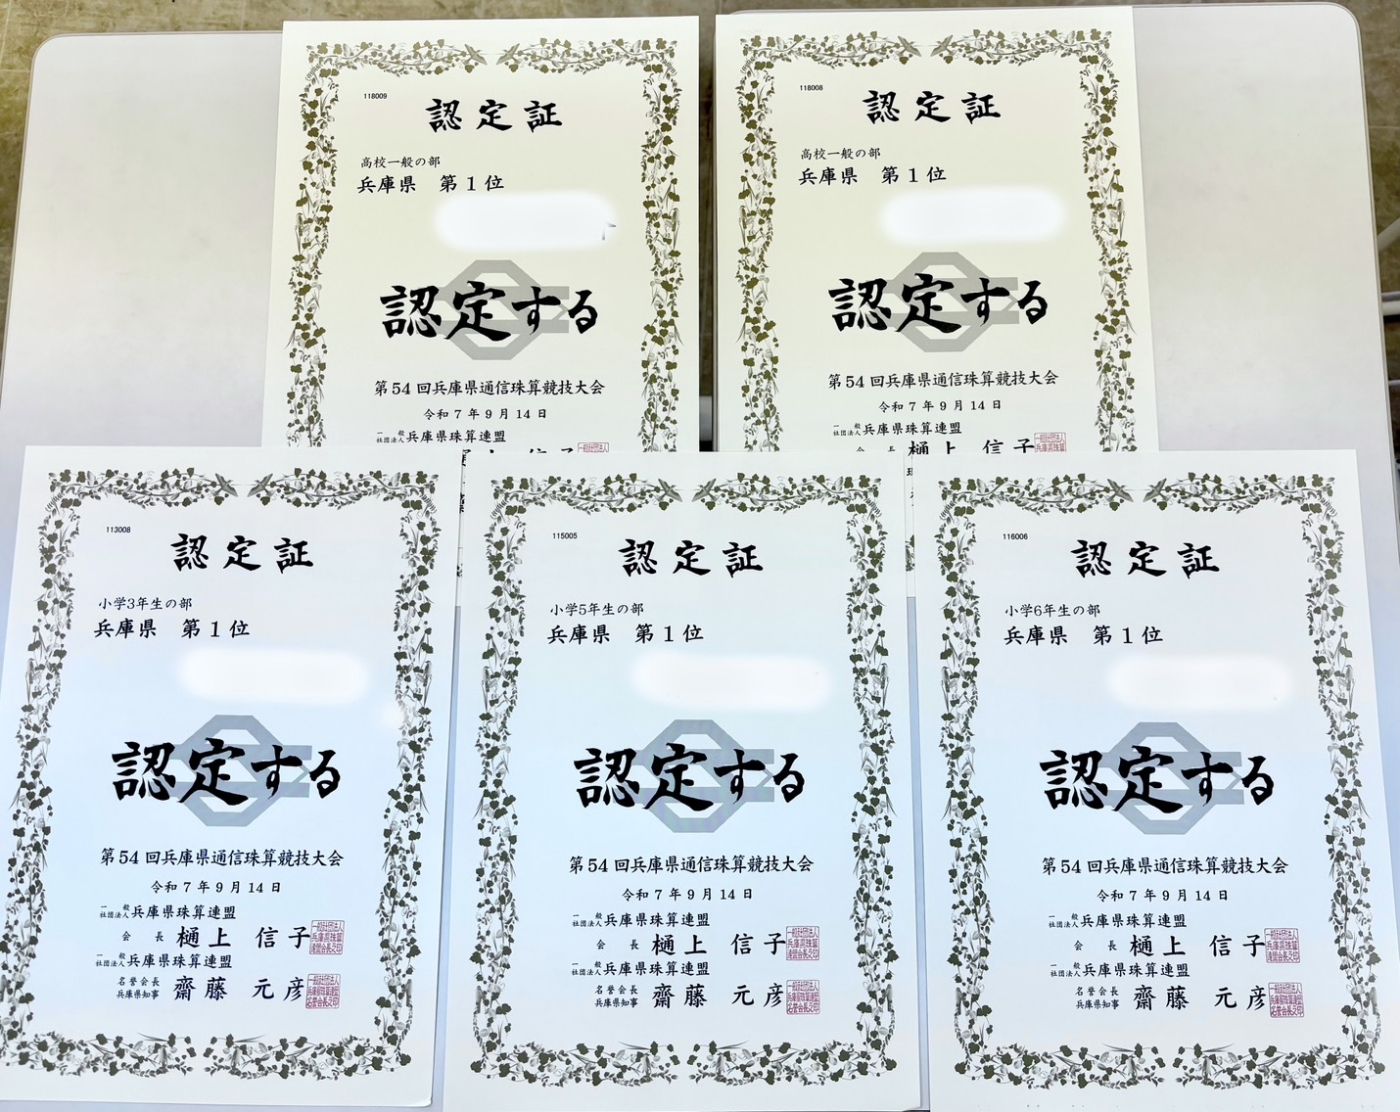 118009
認定証
高校一般の部
兵庫県 第1位
認定する
第54回兵庫県通信珠算競技大会
令和7年9月14日
一般社団法人兵庫県珠算連盟
118008
認定証
高校一般の部
兵庫県 第1位
認定する
第54回兵庫県通信珠算競技大会
令和7年9月14日
一般社団法人兵庫県珠算連盟
会長 樋上 信子
113008
認定証
小学3年生の部
兵庫県 第1位
認定する
第54回兵庫県通信珠算競技大会
令和7年9月14日
一般社団法人兵庫県珠算連盟
会長 樋上 信子
一般社団法人兵庫県珠算連盟
名誉会長
兵庫県知事 齋藤 元彦
115005
認定証
小学5年生の部
兵庫県 第1位
認定する
第54回兵庫県通信珠算競技大会
令和7年9月14日
一般社団法人兵庫県珠算連盟
会長 樋上 信子
一般社団法人兵庫県珠算連盟
名誉会長
兵庫県知事 齋藤 元彦
116006
認定証
小学6年生の部
兵庫県 第1位
認定する
第54回兵庫県通信珠算競技大会
令和7年9月14日
一般社団法人兵庫県珠算連盟
会長 樋上 信子
一般社団法人兵庫県珠算連盟
名誉会長
兵庫県知事 齋藤 元彦